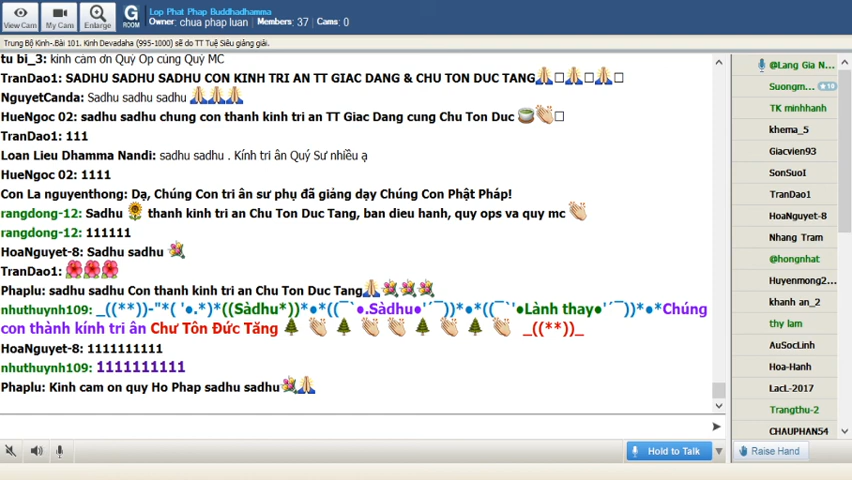 View Cam
My Cams
Enlarge
G
ROOM
Lop Phat Phap Buddhadhamma
Owner: chua phap luan Members: 37 Cams: 0
Trung Bộ Kinh-.Bài 101. Kinh Devadaha (995-1000) sẽ do TT Tuệ Siêu giảng giải.
tu bi_3: kính cảm ơn Quý Op cùng Quý MC
TranDao1: SADHU SADHU SADHU CON KINH TRI AN TT GIAC DANG & CHU TON DUC TANG🙏□🙏□🙏□
NguyetCanda: Sadhu sadhu sadhu 🙏🙏🙏
HueNgoc 02: sadhu sadhu chung con thanh kinh tri an TT Giac Dang cung Chu Ton Duc 🍵👏□
TranDao1: 111
Loan Lieu Dhamma Nandi: sadhu sadhu . Kính tri ân Quý Sư nhiều ạ
HueNgoc 02: 1111
Con La nguyenthong: Dạ, Chúng Con tri ân sư phụ đã giảng dạy Chúng Con Phật Pháp!
rangdong-12: Sadhu 🌻 thanh kinh tri an Chu Ton Duc Tang, ban dieu hanh, quy ops va quy mc 👏
rangdong-12: 111111
HoaNguyet-8: Sadhu sadhu 💐
TranDao1: 🌺🌺🌺
Phaplu: sadhu sadhu Con thanh kinh tri an Chu Ton Duc Tang🙏💐💐💐
nhuthuynh109: _((**))-"*( '●.*)*((Sàdhu*))●*●*((¯`●.Sàdhu●'´¯))*●*●*((¯`'●Lành thay●'´¯))*●*●*Chúng
con thành kính tri ân Chư Tôn Đức Tăng 🌲 👏 🌲 👏 👏 🌲 👏 🌲 👏 _((**))_
HoaNguyet-8: 1111111111
nhuthuynh109: 1111111111
Phaplu: Kinh cam on quy Ho Phap sadhu sadhu💐🙏
@Lang Gia N...
Suongm... 10
TK minhhanh
khema_5
Giacvien93
SonSuoI
TranDao1
HoaNguyet-8
Nhang Tram
@hongnhat
Huyenmong2...
khanh an_2
thy lam
AuSocLinh
Hoa-Hanh
LacL-2017
Trangthu-2
CHAUPHAN54
Hold to Talk
Raise Hand